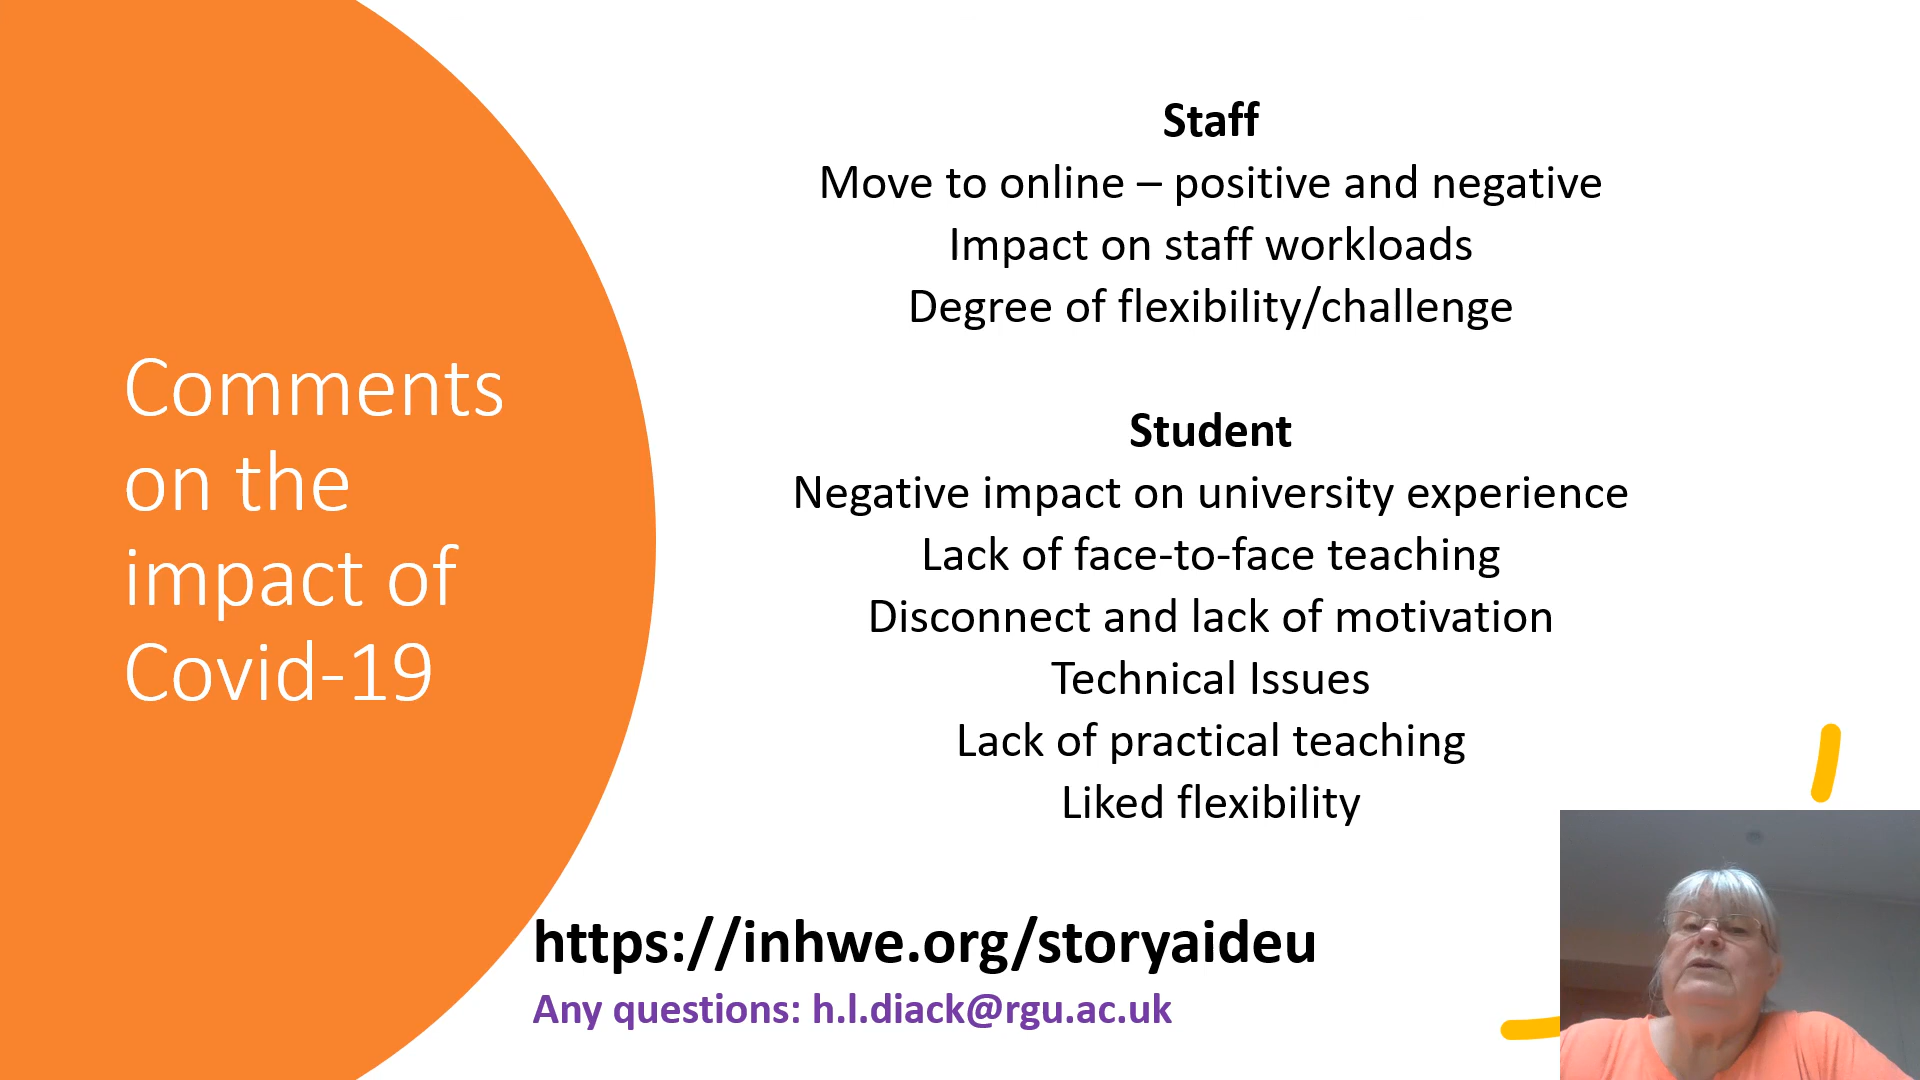 Comments
on the
impact of
Covid-19
Staff
Move to online – positive and negative
Impact on staff workloads
Degree of flexibility/challenge
Student
Negative impact on university experience
Lack of face-to-face teaching
Disconnect and lack of motivation
Technical Issues
Lack of practical teaching
Liked flexibility
https://inhwe.org/storyaideu
Any questions: h.l.diack@rgu.ac.uk